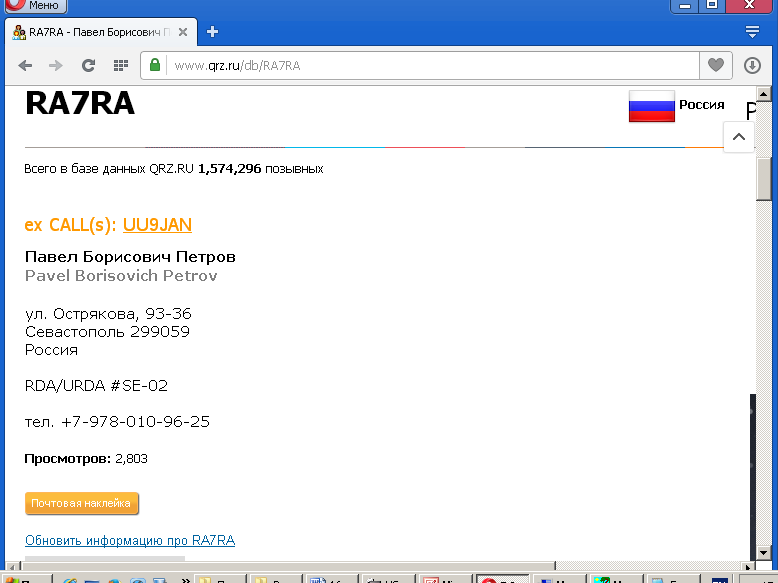 Меню
RA7RA - Павел Борисович П
www.qrz.ru/db/RA7RA
RA7RA
Россия
Всего в базе данных QRZ.RU 1,574,296 позывных
ex CALL(s): UU9JAN
Павел Борисович Петров
Pavel Borisovich Petrov
ул. Острякова, 93-36
Севастополь 299059
Россия
RDA/URDA #SE-02
тел. +7-978-010-96-25
Просмотров: 2,803
Почтовая наклейка
Обновить информацию про RA7RA